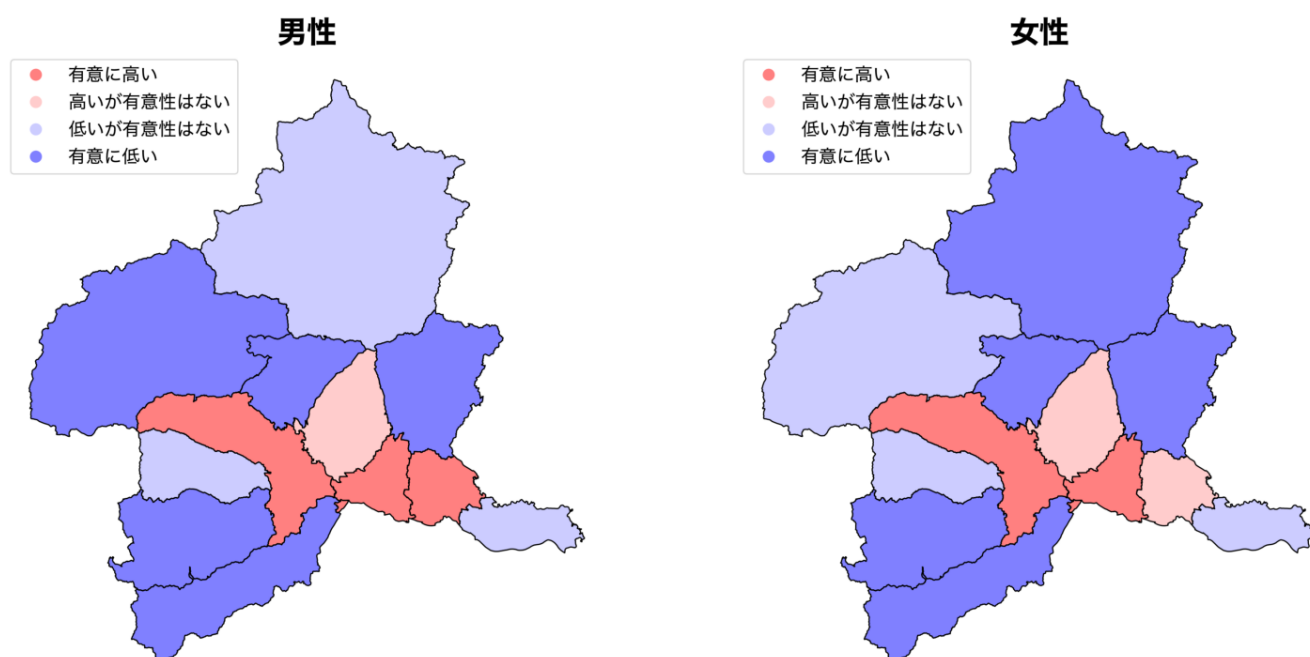 男性
有意に高い
高いが有意性はない
低いが有意性はない
有意に低い
女性
有意に高い
高いが有意性はない
低いが有意性はない
有意に低い